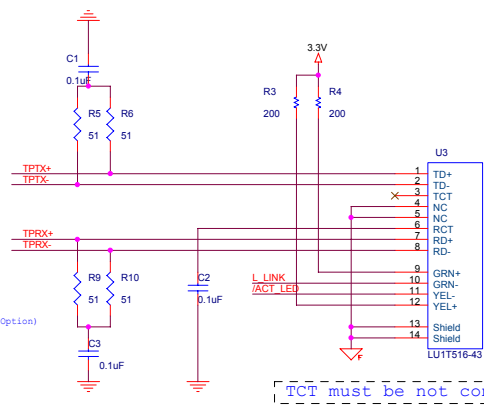 C1
0.1uF
3.3V
R5
R6
51
51
R3
R4
200
200
U3
TPTX+
TPTX-
TPRX+
TPRX-
1
TD+
2
TD-
3
TCT
4
NC
5
NC
6
RCT
7
RD+
8
RD-
9
GRN+
10
GRN-
11
YEL-
12
YEL+
13
Shield
14
Shield
LU1T516-43
L_LINK
/ACT_LED
R9
R10
51
51
C2
0.1uF
Option)
C3
0.1uF
F
TCT must be not con